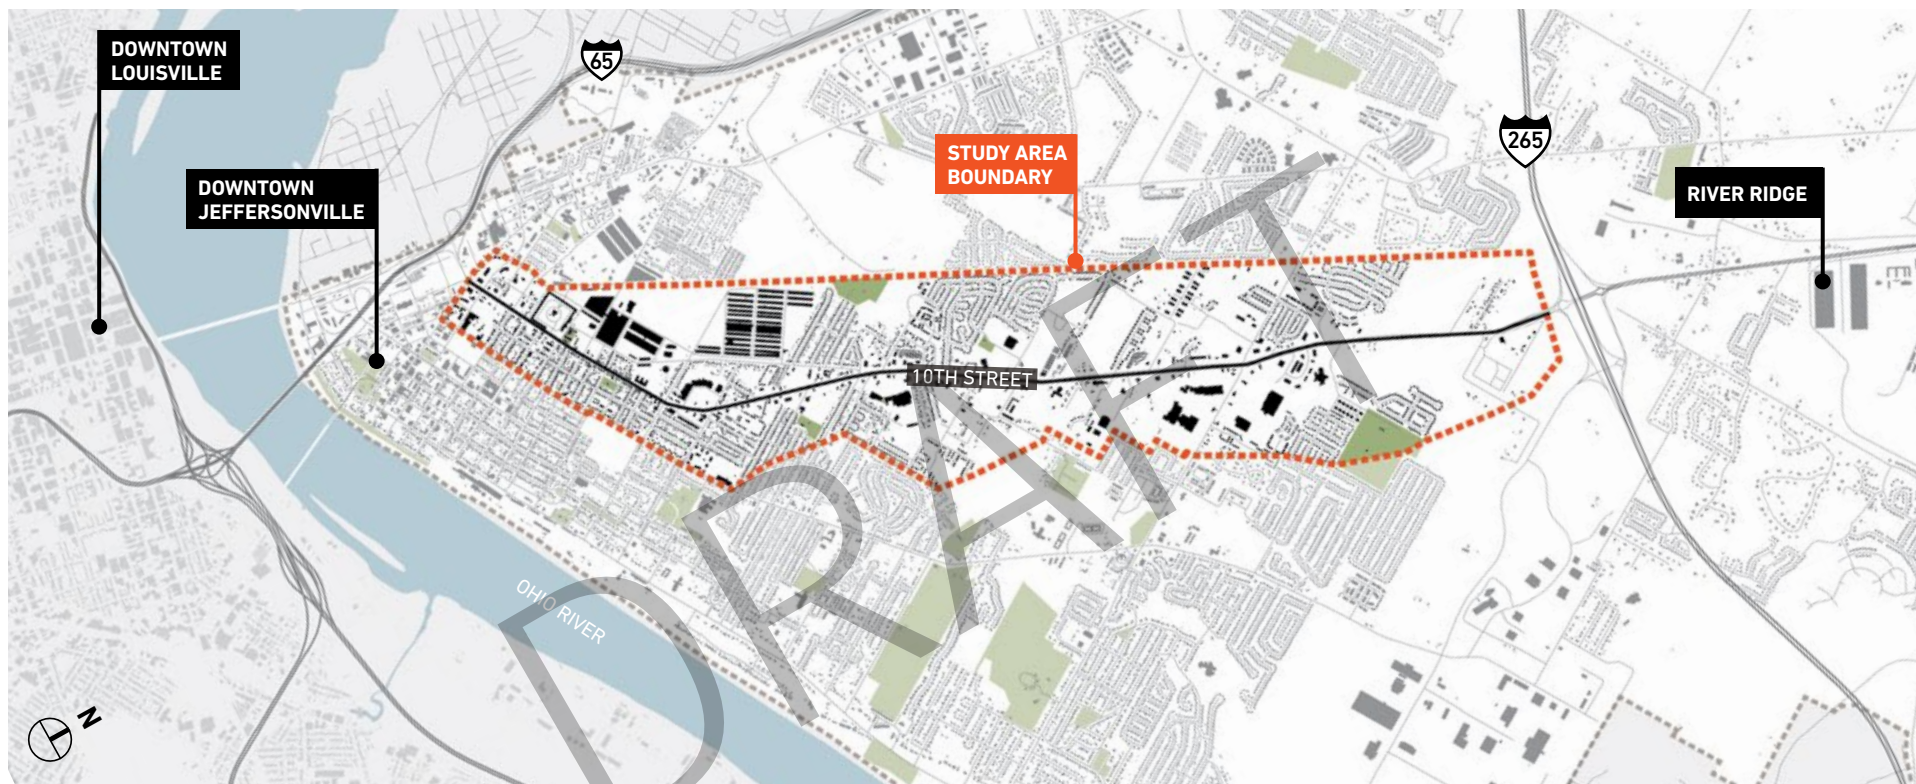 DOWNTOWN
LOUISVILLE
65
DOWNTOWN
JEFFERSONVILLE
STUDY AREA
BOUNDARY
265
RIVER RIDGE
10TH STREET
OHIO RIVER
DRAFT
N